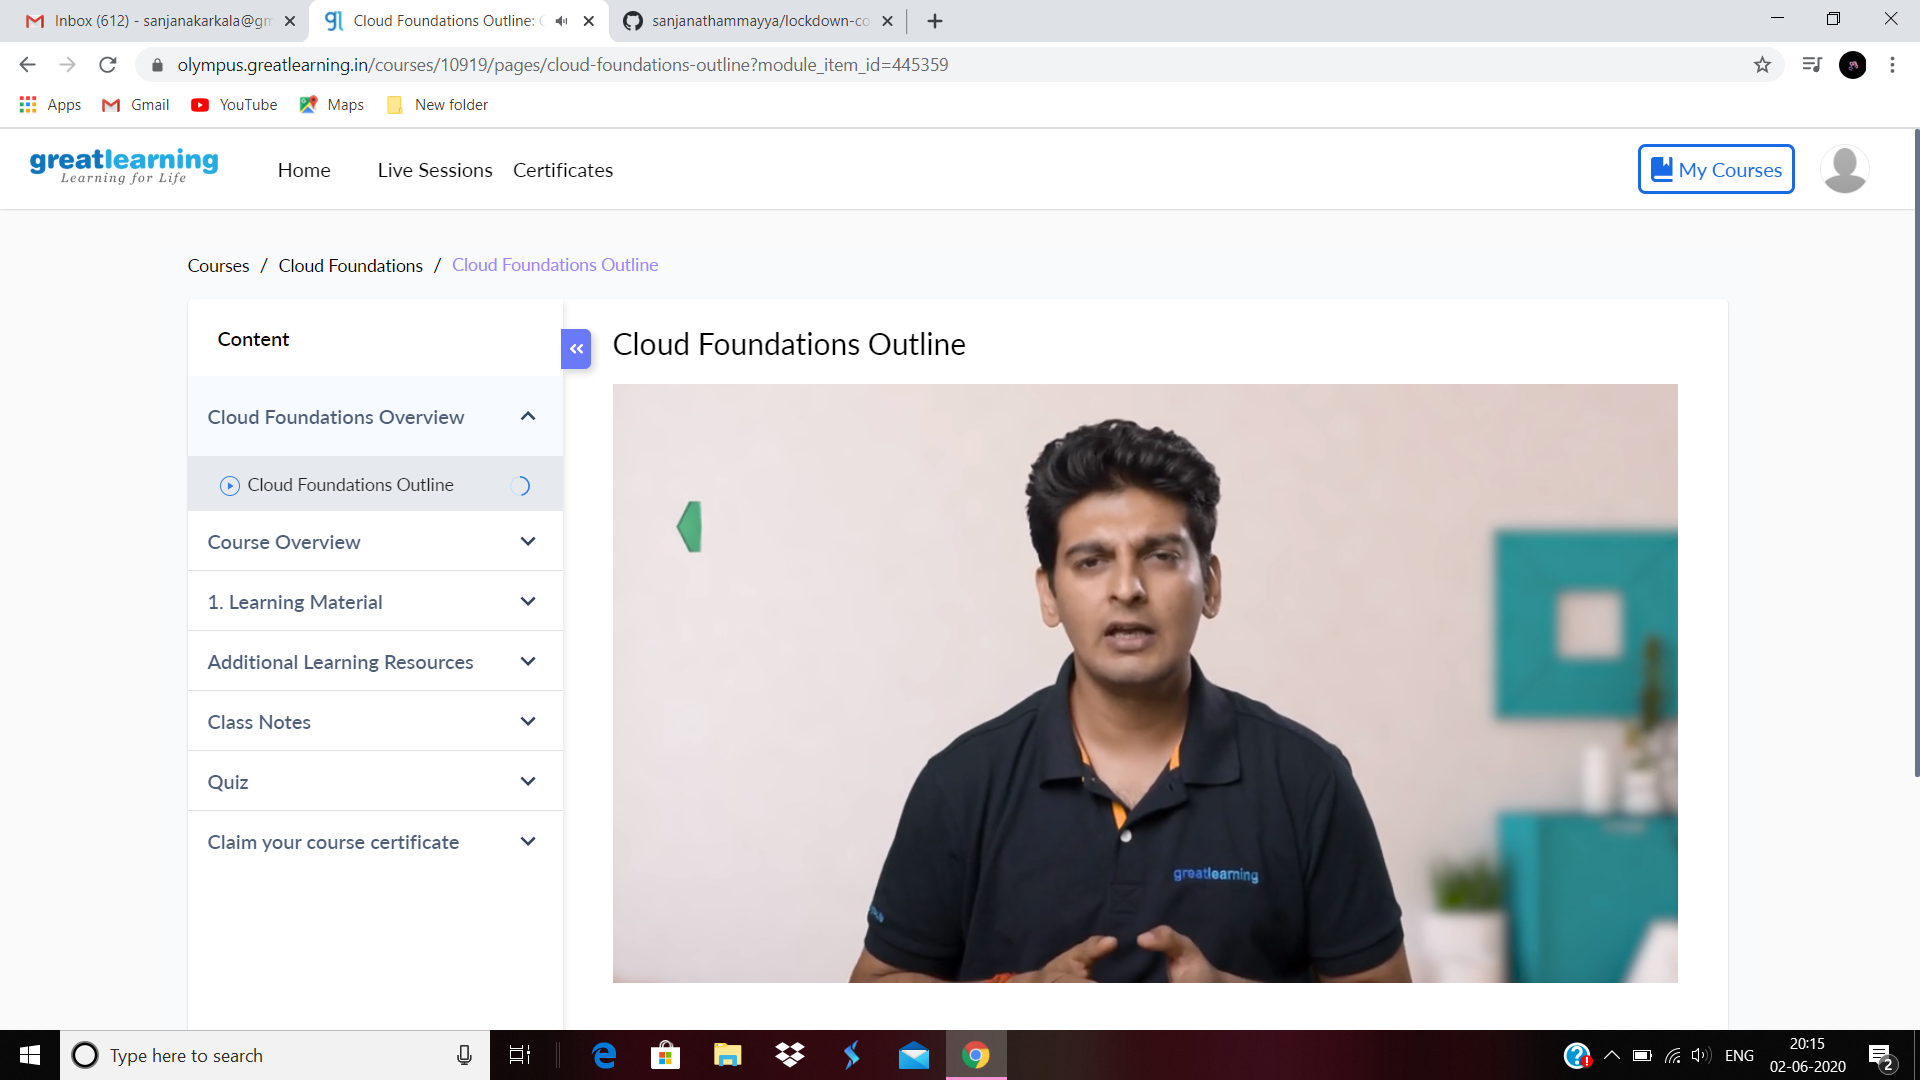 Inbox (612) - sanjanakarkala@gm
Cloud Foundations Outline: C
sanjanathammayya/lockdown-co
olympus.greatlearning.in/courses/10919/pages/cloud-foundations-outline?module_item_id=445359
Apps
Gmail
YouTube
Maps
New folder
greatlearning
Learning for Life
Home
Live Sessions
Certificates
My Courses
Courses / Cloud Foundations / Cloud Foundations Outline
Content
Cloud Foundations Overview
Cloud Foundations Outline
Course Overview
1. Learning Material
Additional Learning Resources
Class Notes
Quiz
Claim your course certificate
Cloud Foundations Outline
greatlearning
Type here to search
ENG
20:15
02-06-2020
2